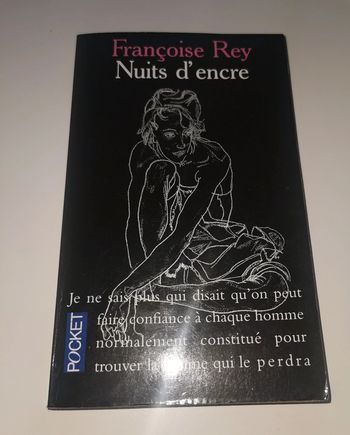 Françoise Rey
Nuits d'encre
Je ne sais plus qui disait qu'on peut
faire confiance à chaque homme
normalement constitué pour
trouver la femme qui le perdra
POCKET